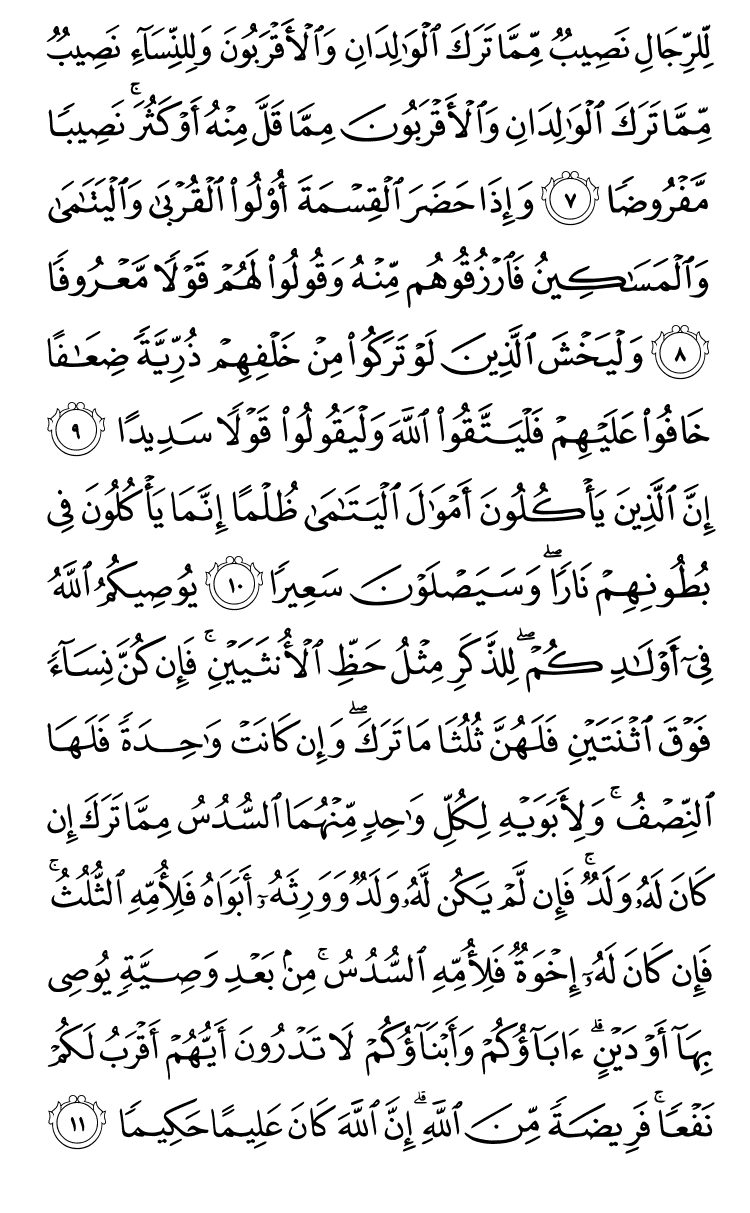 لِّلرِّجَالِ نَصِيبٌ مِّمَّا تَرَكَ ٱلْوَٰلِدَانِ وَٱلْأَقْرَبُونَ وَلِلنِّسَآءِ نَصِيبٌ
مِّمَّا تَرَكَ ٱلْوَٰلِدَانِ وَٱلْأَقْرَبُونَ مِمَّا قَلَّ مِنْهُ أَوْ كَثُرَ ۚ نَصِيبًا
مَّفْرُوضًا ٧ وَإِذَا حَضَرَ ٱلْقِسْمَةَ أُو۟لُوا۟ ٱلْقُرْبَىٰ وَٱلْيَتَٰمَىٰ
وَٱلْمَسَٰكِينُ فَٱرْزُقُوهُم مِّنْهُ وَقُولُوا۟ لَهُمْ قَوْلًا مَّعْرُوفًا
٨ وَلْيَخْشَ ٱلَّذِينَ لَوْ تَرَكُوا۟ مِنْ خَلْفِهِمْ ذُرِّيَّةً ضِعَٰفًا
خَافُوا۟ عَلَيْهِمْ فَلْيَتَّقُوا۟ ٱللَّهَ وَلْيَقُولُوا۟ قَوْلًا سَدِيدًا ٩
إِنَّ ٱلَّذِينَ يَأْكُلُونَ أَمْوَٰلَ ٱلْيَتَٰمَىٰ ظُلْمًا إِنَّمَا يَأْكُلُونَ فِى
بُطُونِهِمْ نَارًا ۖ وَسَيَصْلَوْنَ سَعِيرًا ١٠ يُوصِيكُمُ ٱللَّهُ
فِىٓ أَوْلَٰدِكُمْ ۖ لِلذَّكَرِ مِثْلُ حَظِّ ٱلْأُنثَيَيْنِ ۚ فَإِن كُنَّ نِسَآءً
فَوْقَ ٱثْنَتَيْنِ فَلَهُنَّ ثُلُثَا مَا تَرَكَ ۖ وَإِن كَانَتْ وَٰحِدَةً فَلَهَا
ٱلنِّصْفُ ۚ وَلِأَبَوَيْهِ لِكُلِّ وَٰحِدٍ مِّنْهُمَا ٱلسُّدُسُ مِمَّا تَرَكَ إِن
كَانَ لَهُۥ وَلَدٌ ۚ فَإِن لَّمْ يَكُن لَّهُۥ وَلَدٌ وَوَرِثَهُۥٓ أَبَوَاهُ فَلِأُمِّهِ ٱلثُّلُثُ ۚ
فَإِن كَانَ لَهُۥٓ إِخْوَةٌ فَلِأُمِّهِ ٱلسُّدُسُ ۚ مِنۢ بَعْدِ وَصِيَّةٍ يُوصِى
بِهَآ أَوْ دَيْنٍ ۗ ءَابَآؤُكُمْ وَأَبْنَآؤُكُمْ لَا تَدْرُونَ أَيُّهُمْ أَقْرَبُ لَكُمْ
نَفْعًا ۚ فَرِيضَةً مِّنَ ٱللَّهِ ۗ إِنَّ ٱللَّهَ كَانَ عَلِيمًا حَكِيمًا ١١